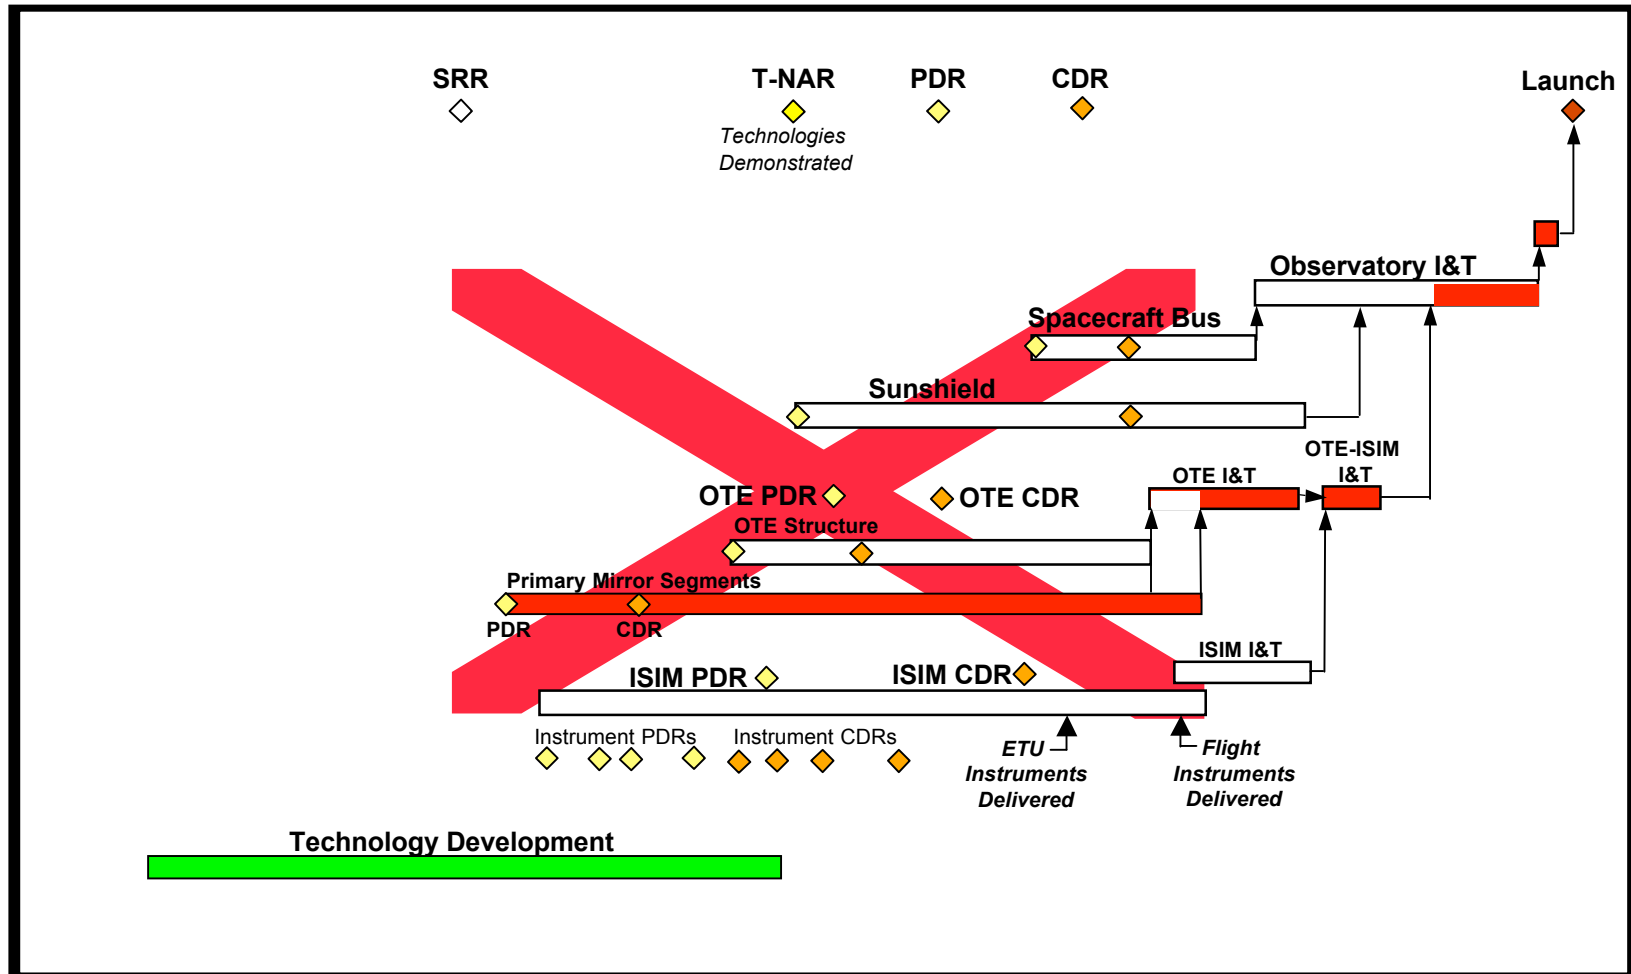 SRR
T-NAR
PDR
CDR
Launch
Technologies
Demonstrated
Observatory I&T
Spacecraft Bus
Sunshield
OTE-ISIM
I&T
OTE I&T
OTE PDR
OTE CDR
OTE Structure
Primary Mirror Segments
PDR
CDR
ISIM I&T
ISIM PDR
ISIM CDR
Instrument PDRs
Instrument CDRs
ETU
Instruments
Delivered
Flight
Instruments
Delivered
Technology Development